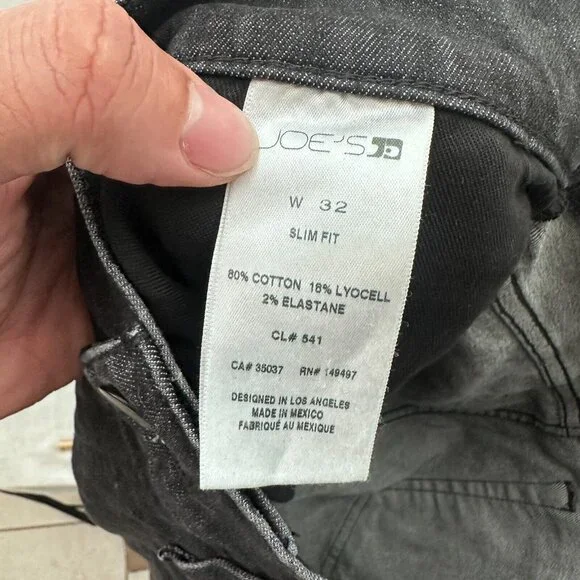 JOE'S
W 32
SLIM FIT
80% COTTON 18% LYOCELL
2% ELASTANE
CL# 541
CA# 35037 RN# 149497
DESIGNED IN LOS ANGELES
MADE IN MEXICO
FABRIQUÉ AU MEXIQUE